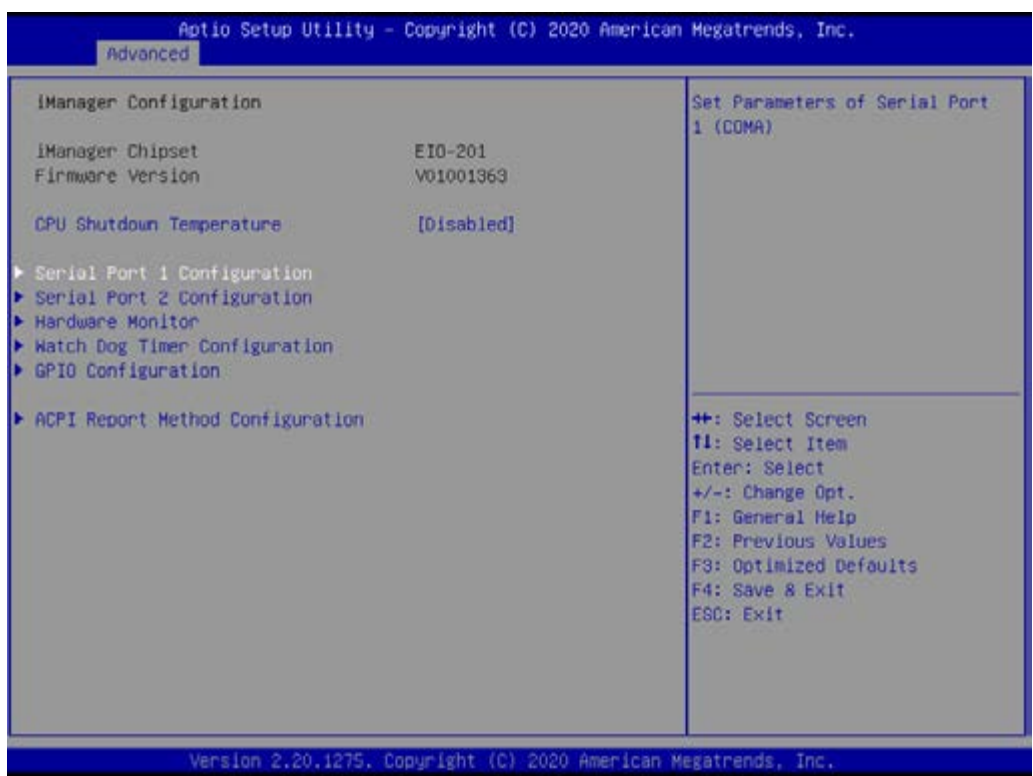 Aptio Setup Utility – Copyright (C) 2020 American Megatrends, Inc.
Advanced
iManager Configuration
iManager Chipset EIO-201
Firmware Version V01001363
CPU Shutdown Temperature [Disabled]
Serial Port 1 Configuration
Serial Port 2 Configuration
Hardware Monitor
Watch Dog Timer Configuration
GPIO Configuration
ACPI Report Method Configuration
Set Parameters of Serial Port
1 (COMA)
→←: Select Screen
↑↓: Select Item
Enter: Select
+/-: Change Opt.
F1: General Help
F2: Previous Values
F3: Optimized Defaults
F4: Save & Exit
ESC: Exit
Version 2.20.1275. Copyright (C) 2020 American Megatrends, Inc.